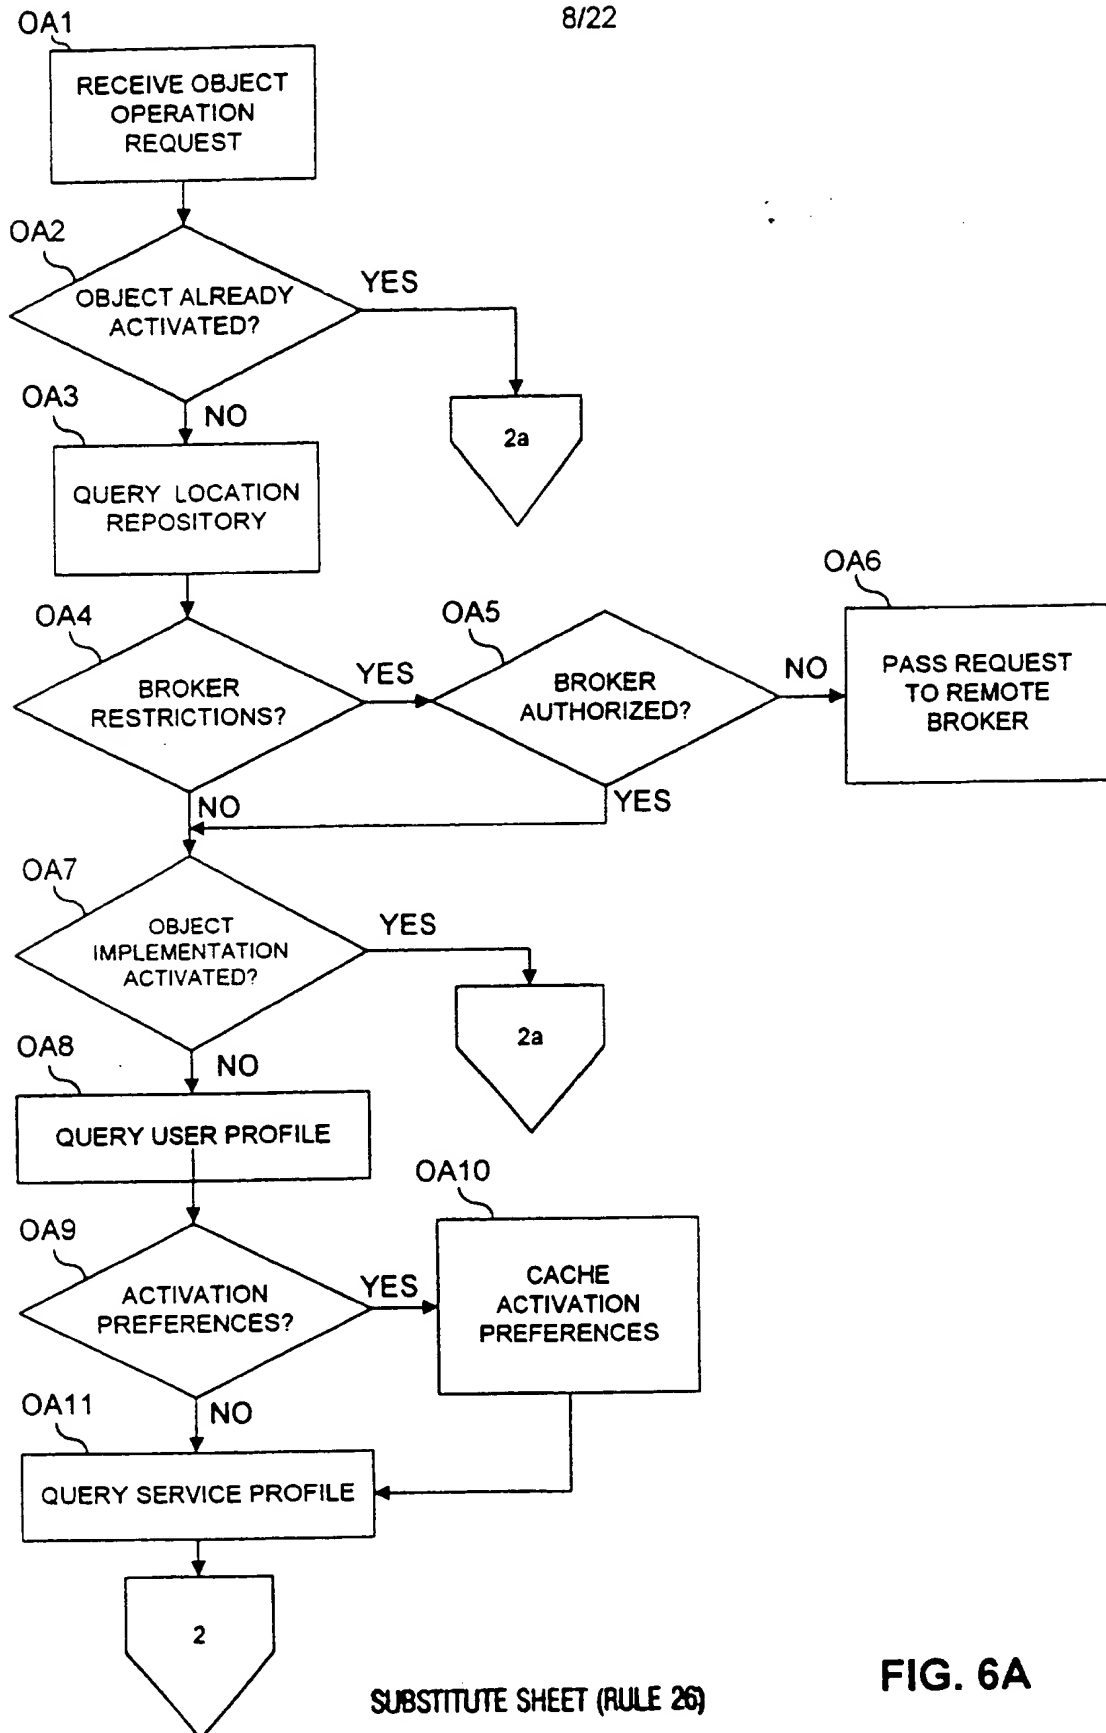 8/22
OA1
RECEIVE OBJECT
OPERATION
REQUEST
OA2
OBJECT ALREADY
ACTIVATED?
YES
2a
NO
OA3
QUERY LOCATION
REPOSITORY
OA4
BROKER
RESTRICTIONS?
YES
OA5
BROKER
AUTHORIZED?
NO
OA6
PASS REQUEST
TO REMOTE
BROKER
NO
YES
OA7
OBJECT
IMPLEMENTATION
ACTIVATED?
YES
2a
NO
OA8
QUERY USER PROFILE
OA9
ACTIVATION
PREFERENCES?
YES
OA10
CACHE
ACTIVATION
PREFERENCES
NO
OA11
QUERY SERVICE PROFILE
2
SUBSTITUTE SHEET (RULE 26)
FIG. 6A